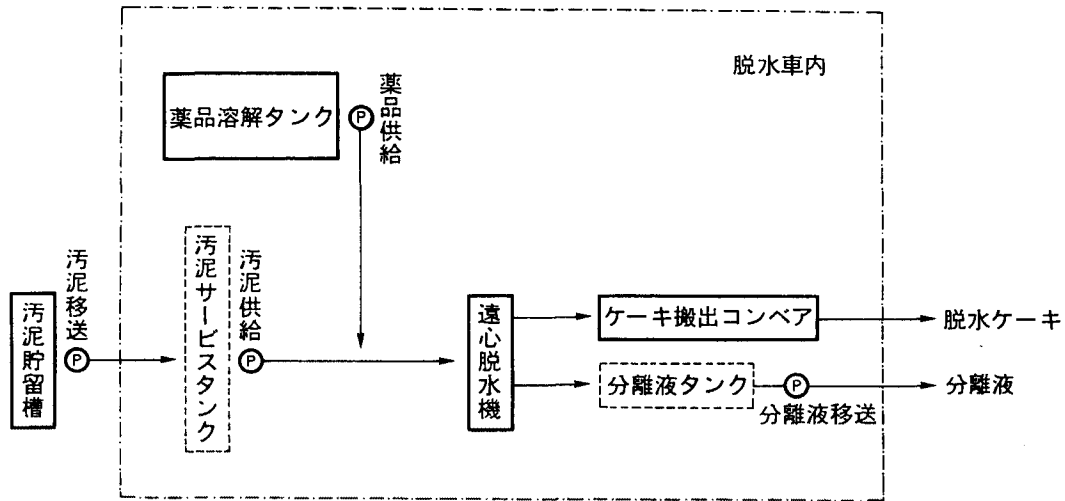 脱水車内
薬品溶解タンク
P
薬品供給
汚泥貯留槽
汚泥移送
P
汚泥サービスタンク
汚泥供給
P
遠心脱水機
ケーキ搬出コンベア
脱水ケーキ
分離液タンク
P
分離液移送
分離液